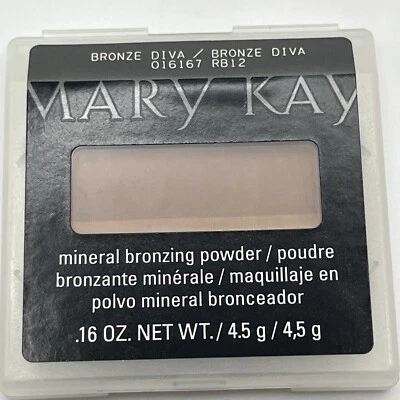 BRONZE DIVA / BRONZE DIVA
016167 RB12
MARY KAY
mineral bronzing powder / poudre
bronzante minérale / maquillaje en
polvo mineral bronceador
.16 OZ. NET WT. / 4.5 g / 4,5 g